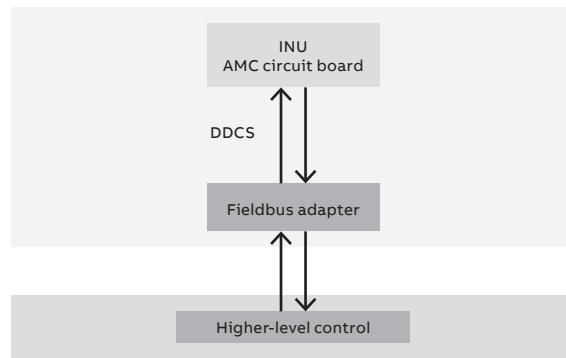 INU
AMC circuit board
DDCS
Fieldbus adapter
Higher-level control